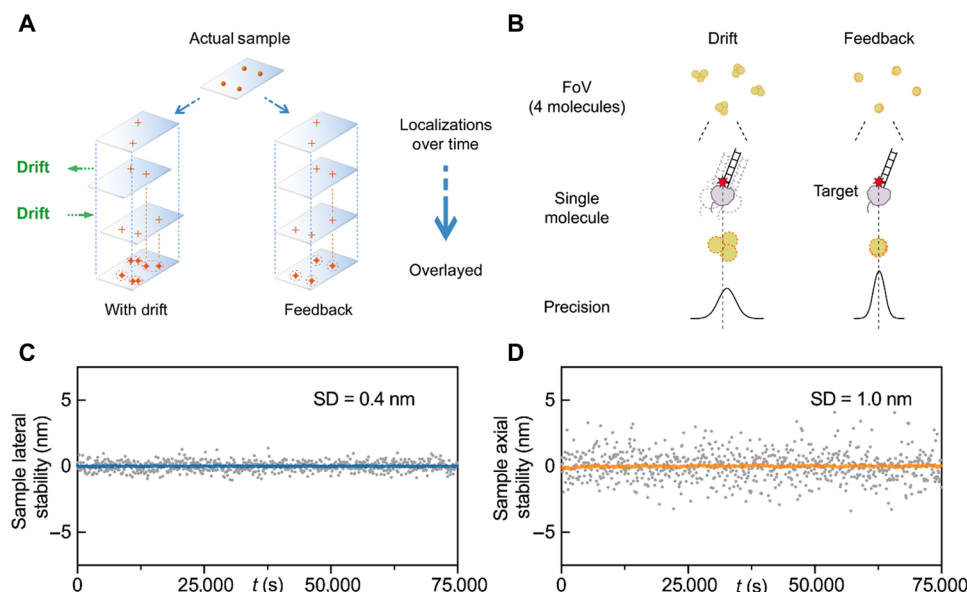 A
Actual sample
Drift
Drift
Localizations
over time
Overlayed
With drift
Feedback
B
Drift
Feedback
FoV
(4 molecules)
Single
molecule
Target
Precision
C
Sample lateral
stability (nm)
5
0
−5
SD = 0.4 nm
0
25,000
t (s)
50,000
75,000
D
Sample axial
stability (nm)
5
0
−5
SD = 1.0 nm
0
25,000
t (s)
50,000
75,000